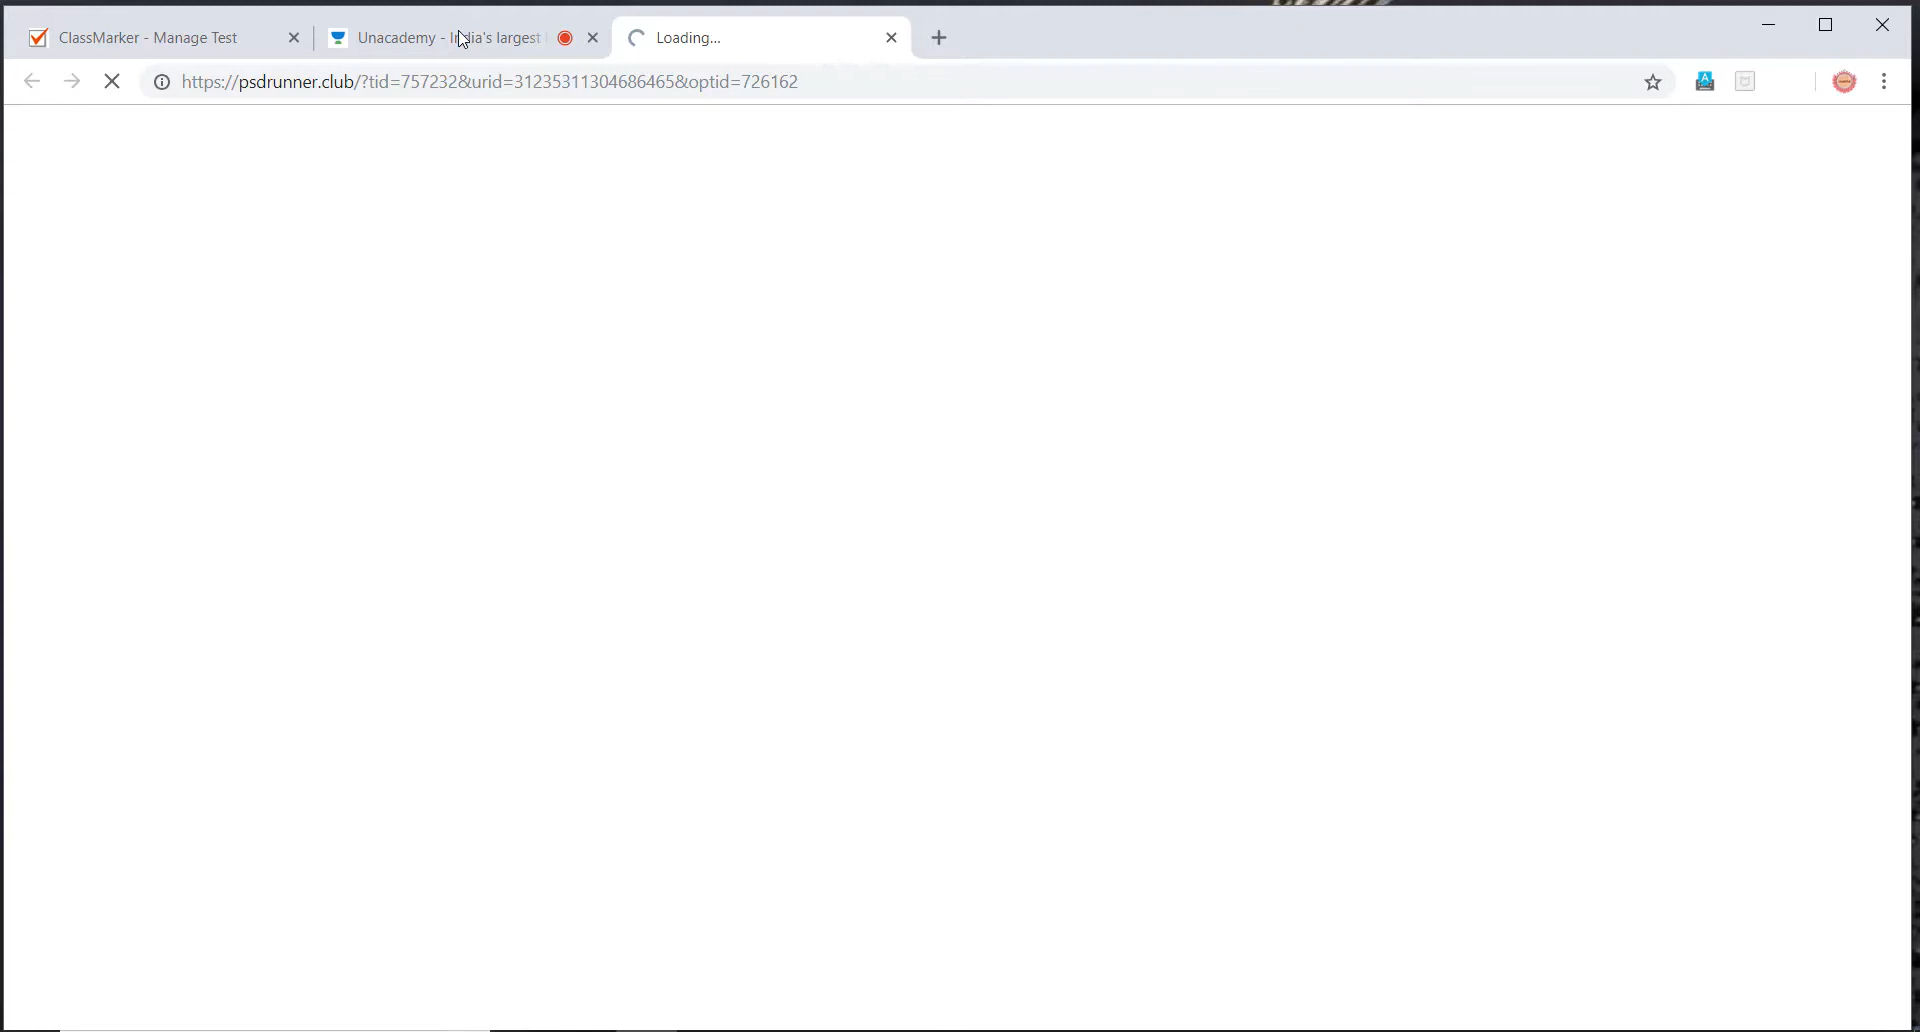 ClassMarker - Manage Test
Unacademy - India's largest
Loading...
https://psdrunner.club/?tid=757232&urid=31235311304686465&optid=726162